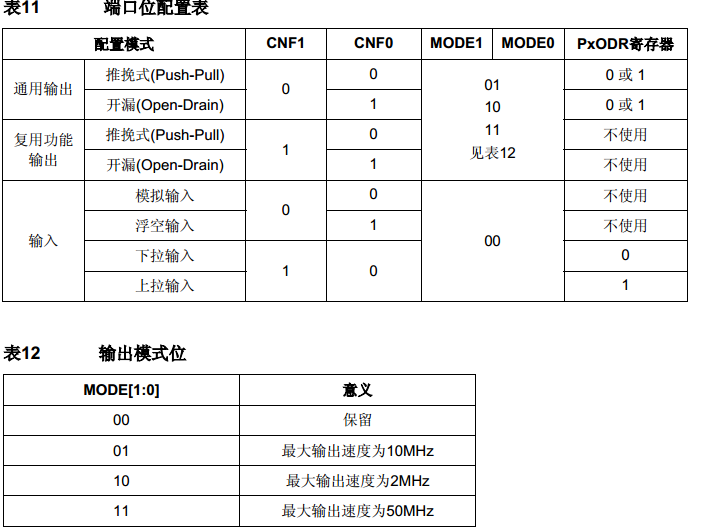 表11 端口位配置表
配置模式 CNF1 CNF0 MODE1 MODE0 PxODR寄存器
通用输出 推挽式(Push-Pull) 0 0 01 10 11 见表12 0 或 1
开漏(Open-Drain) 1 0 或 1
复用功能输出 推挽式(Push-Pull) 1 0 不使用
开漏(Open-Drain) 1 不使用
输入 模拟输入 0 0 00 不使用
浮空输入 1 不使用
下拉输入 1 0 0
上拉输入 1
表12 输出模式位
MODE[1:0] 意义
00 保留
01 最大输出速度为10MHz
10 最大输出速度为2MHz
11 最大输出速度为50MHz